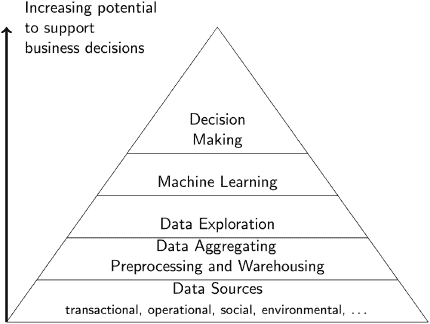 Increasing potential
to support
business decisions
Decision
Making
Machine Learning
Data Exploration
Data Aggregating
Preprocessing and Warehousing
Data Sources
transactional, operational, social, environmental, ...